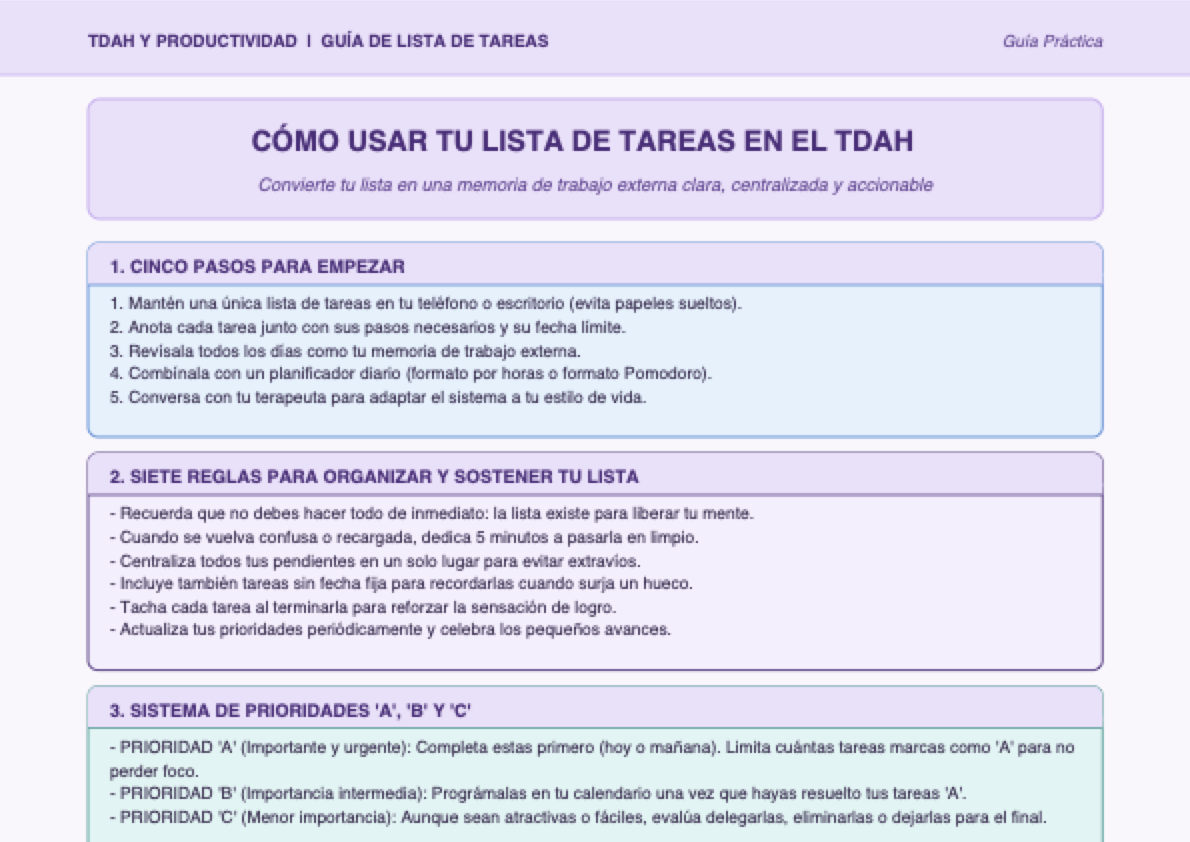 TDAH Y PRODUCTIVIDAD | GUÍA DE LISTA DE TAREAS
Guía Práctica
CÓMO USAR TU LISTA DE TAREAS EN EL TDAH
Convierte tu lista en una memoria de trabajo externa clara, centralizada y accionable
1. CINCO PASOS PARA EMPEZAR
1. Mantén una única lista de tareas en tu teléfono o escritorio (evita papeles sueltos).
2. Anota cada tarea junto con sus pasos necesarios y su fecha límite.
3. Revísala todos los días como tu memoria de trabajo externa.
4. Combínala con un planificador diario (formato por horas o formato Pomodoro).
5. Conversa con tu terapeuta para adaptar el sistema a tu estilo de vida.
2. SIETE REGLAS PARA ORGANIZAR Y SOSTENER TU LISTA
- Recuerda que no debes hacer todo de inmediato: la lista existe para liberar tu mente.
- Cuando se vuelva confusa o recargada, dedica 5 minutos a pasarla en limpio.
- Centraliza todos tus pendientes en un solo lugar para evitar extravíos.
- Incluye también tareas sin fecha fija para recordarlas cuando surja un hueco.
- Tacha cada tarea al terminarla para reforzar la sensación de logro.
- Actualiza tus prioridades periódicamente y celebra los pequeños avances.
3. SISTEMA DE PRIORIDADES 'A', 'B' Y 'C'
- PRIORIDAD 'A' (Importante y urgente): Completa estas primero (hoy o mañana). Limita cuántas tareas marcas como 'A' para no
perder foco.
- PRIORIDAD 'B' (Importancia intermedia): Prográmalas en tu calendario una vez que hayas resuelto tus tareas 'A'.
- PRIORIDAD 'C' (Menor importancia): Aunque sean atractivas o fáciles, evalúa delegarlas, eliminarlas o dejarlas para el final.